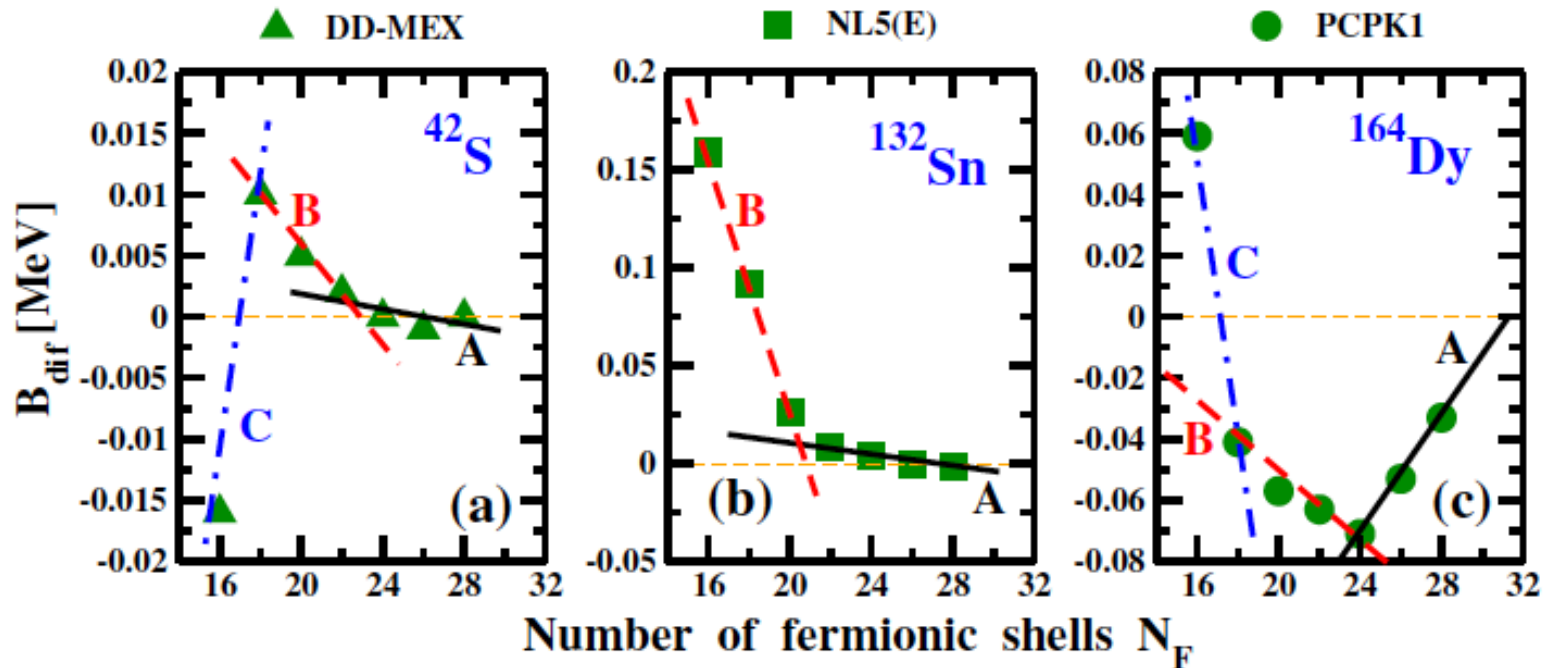 DD-MEX NL5(E) PCPK1
B_dif [MeV]
0.02
0.015
0.01
0.005
0
-0.005
-0.01
-0.015
-0.02
16 20 24 28 32
^42S
B
A
C
(a)
0.2
0.15
0.1
0.05
0
-0.05
16 20 24 28 32
^132Sn
B
A
(b)
0.08
0.06
0.04
0.02
0
-0.02
-0.04
-0.06
-0.08
16 20 24 28 32
^164Dy
C
A
B
(c)
Number of fermionic shells N_F